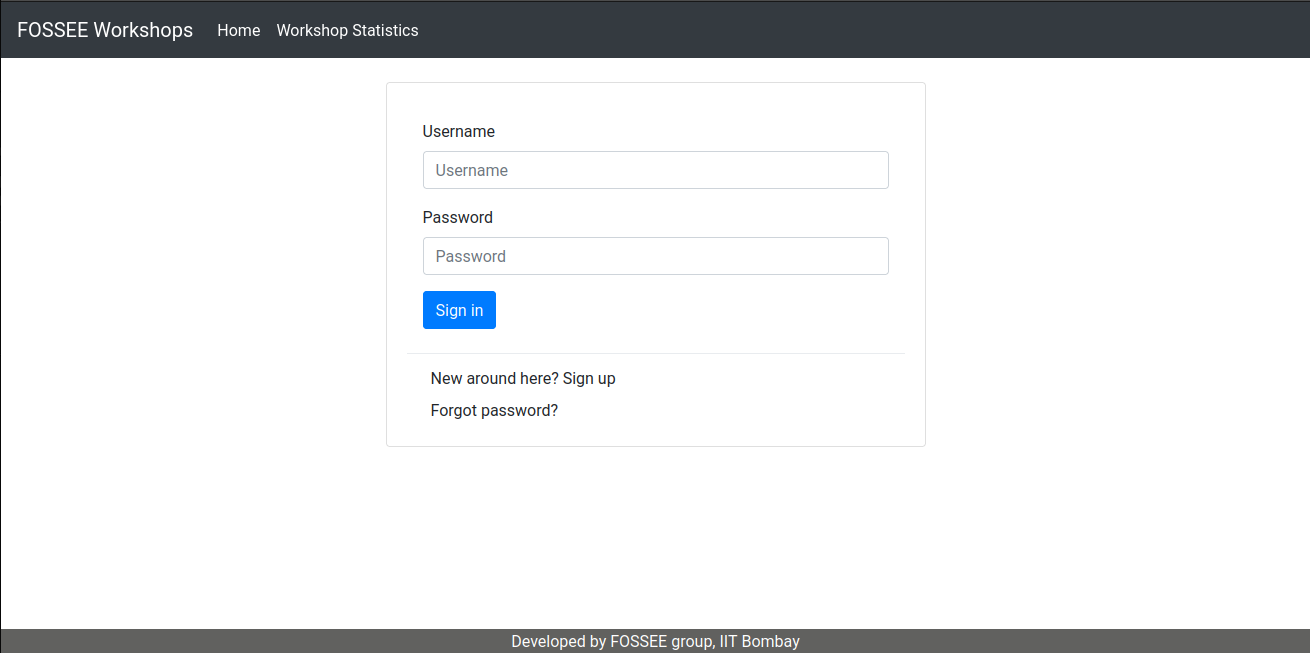 FOSSEE Workshops Home Workshop Statistics
Username
Username
Password
Password
Sign in
New around here? Sign up
Forgot password?
Developed by FOSSEE group, IIT Bombay